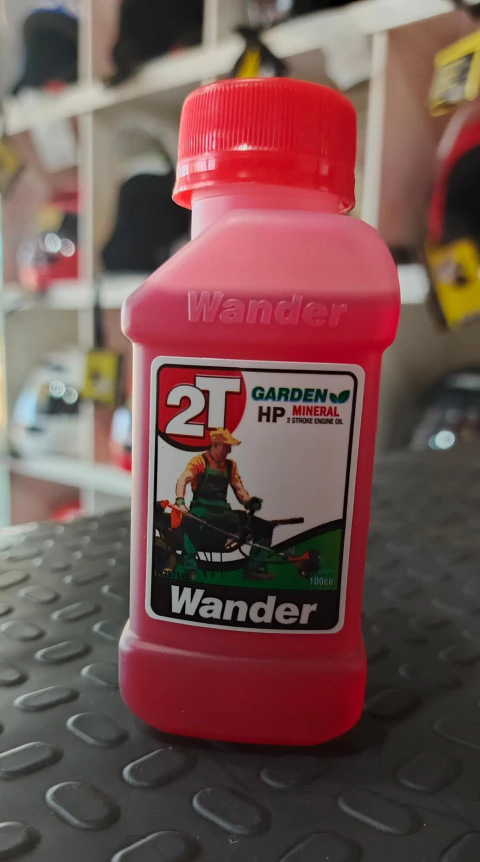 Wander
2T
GARDEN
HP MINERAL
2 STROKE ENGINE OIL
100cc
Wander